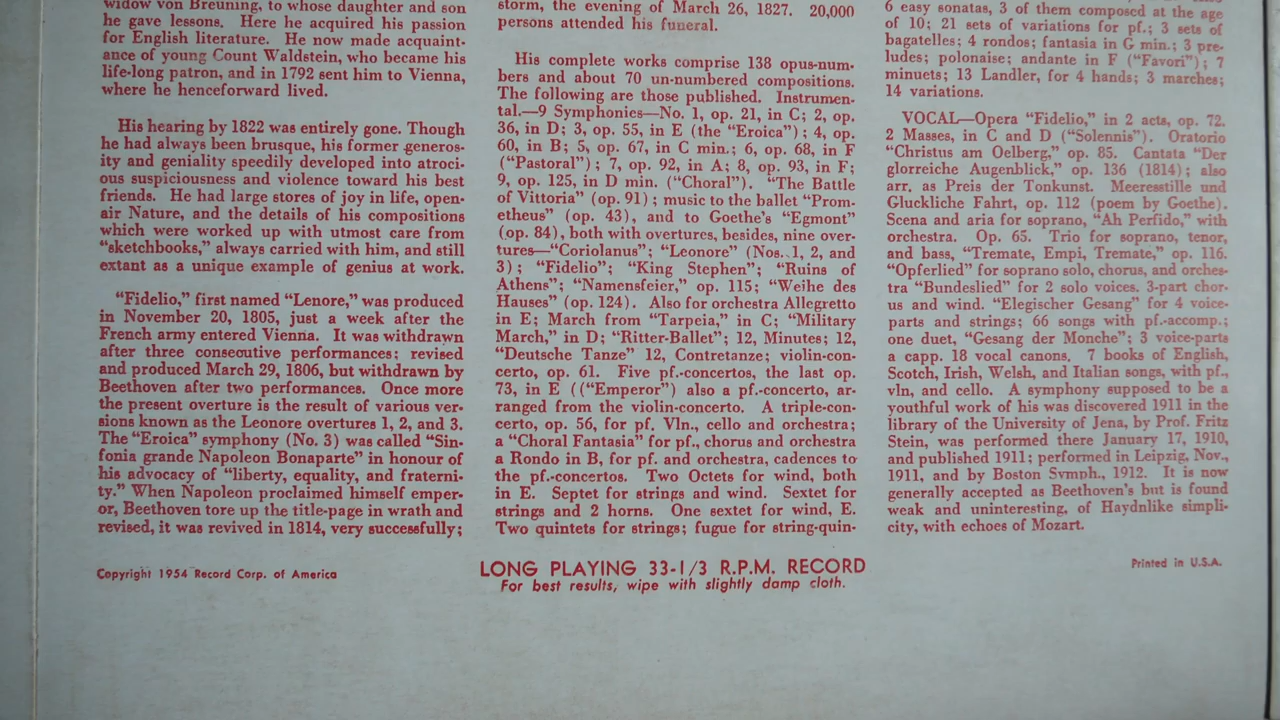 widow von Breuning, to whose daughter and son
he gave lessons. Here he acquired his passion
for English literature. He now made acquaint-
ance of young Count Waldstein, who became his
life-long patron, and in 1792 sent him to Vienna,
where he henceforward lived.
His hearing by 1822 was entirely gone. Though
he had always been brusque, his former generos-
ity and geniality speedily developed into atroci-
ous suspiciousness and violence toward his best
friends. He had large stores of joy in life, open-
air Nature, and the details of his compositions
which were worked up with utmost care from
"sketchbooks," always carried with him, and still
extant as a unique example of genius at work.
"Fidelio," first named "Lenore," was produced
in November 20, 1805, just a week after the
French army entered Vienna. It was withdrawn
after three consecutive performances; revised
and produced March 29, 1806, but withdrawn by
Beethoven after two performances. Once more
the present overture is the result of various ver-
sions known as the Leonore overtures 1, 2, and 3.
The "Eroica" symphony (No. 3) was called "Sin-
fonia grande Napoleon Bonaparte" in honour of
his advocacy of "liberty, equality, and fraterni-
ty." When Napoleon proclaimed himself emper-
or, Beethoven tore up the title-page in wrath and
revised, it was revived in 1814, very successfully;
storm, the evening of March 26, 1827. 20,000
persons attended his funeral.
His complete works comprise 138 opus-num-
bers and about 70 un-numbered compositions.
The following are those published. Instrumen-
tal.—9 Symphonics—No. 1, op. 21, in C; 2, op.
36, in D; 3, op. 55, in E (the "Eroica"); 4, op.
60, in B; 5, op. 67, in C min.; 6, op. 68, in F
("Pastoral"); 7, op. 92, in A; 8, op. 93, in F;
9, op. 125, in D min. ("Choral"). "The Battle
of Vittoria" (op. 91); music to the ballet "Prom-
etheus" (op. 43), and to Goethe's "Egmont"
(op. 84), both with overtures, besides, nine over-
tures—"Coriolanus"; "Leonore" (Nos. 1, 2, and
3); "Fidelio"; "King Stephen"; "Ruins of
Athens"; "Namensfeier," op. 115; "Weihe des
Hauses" (op. 124). Also for orchestra Allegretto
in E; March from "Tarpeia," in C; "Military
March," in D; "Ritter-Ballet"; 12, Minutes; 12,
"Deutsche Tanze" 12, Contretanze; violin-con-
certo, op. 61. Five pf.-concertos, the last op.
73, in E (("Emperor") also a pf.-concerto, ar-
ranged from the violin-concerto. A triple-con-
certo, op. 56, for pf. Vln., cello and orchestra;
a "Choral Fantasia" for pf., chorus and orchestra
a Rondo in B, for pf. and orchestra, cadences to
the pf.-concertos. Two Octets for wind, both
in E. Septet for strings and wind. Sextet for
strings and 2 horns. One sextet for wind, E.
Two quintets for strings; fugue for string-quin-
6 easy sonatas, 3 of them composed at the age
of 10; 21 sets of variations for pf.; 3 sets of
bagatelles; 4 rondos; fantasia in G min.; 3 pre-
ludes; polonaise; andante in F ("Favori"); 7
minuets; 13 Landler, for 4 hands; 3 marches;
14 variations.
VOCAL—Opera "Fidelio," in 2 acts, op. 72.
2 Masses, in C and D ("Solennis"). Oratorio
"Christus am Oelberg," op. 85. Cantata "Der
glorreiche Augenblick," op. 136 (1814); also
arr. as Preis der Tonkunst. Meeresstille und
Gluckliche Fahrt, op. 112 (poem by Goethe).
Scena and aria for soprano, "Ah Perfido," with
orchestra. Op. 65. Trio for soprano, tenor,
and bass, "Tremate, Empi, Tremate," op. 116.
"Opferlied" for soprano solo, chorus, and orches-
tra "Bundeslied" for 2 solo voices. 3-part chor-
us and wind. "Elegischer Gesang" for 4 voice-
parts and strings; 66 songs with pf.-accomp.;
one duet, "Gesang der Monche"; 3 voice-parts
a capp. 18 vocal canons. 7 books of English,
Scotch, Irish, Welsh, and Italian songs, with pf.,
vln, and cello. A symphony supposed to be a
youthful work of his was discovered 1911 in the
library of the University of Jena, by Prof. Fritz
Stein, was performed there January 17, 1910,
and published 1911; performed in Leipzig, Nov.,
1911, and by Boston Symph., 1912. It is now
generally accepted as Beethoven's but is found
weak and uninteresting, of Haydnlike simpli-
city, with echoes of Mozart.
Copyright 1954 Record Corp. of America
LONG PLAYING 33-1/3 R.P.M. RECORD
For best results, wipe with slightly damp cloth.
Printed in U.S.A.